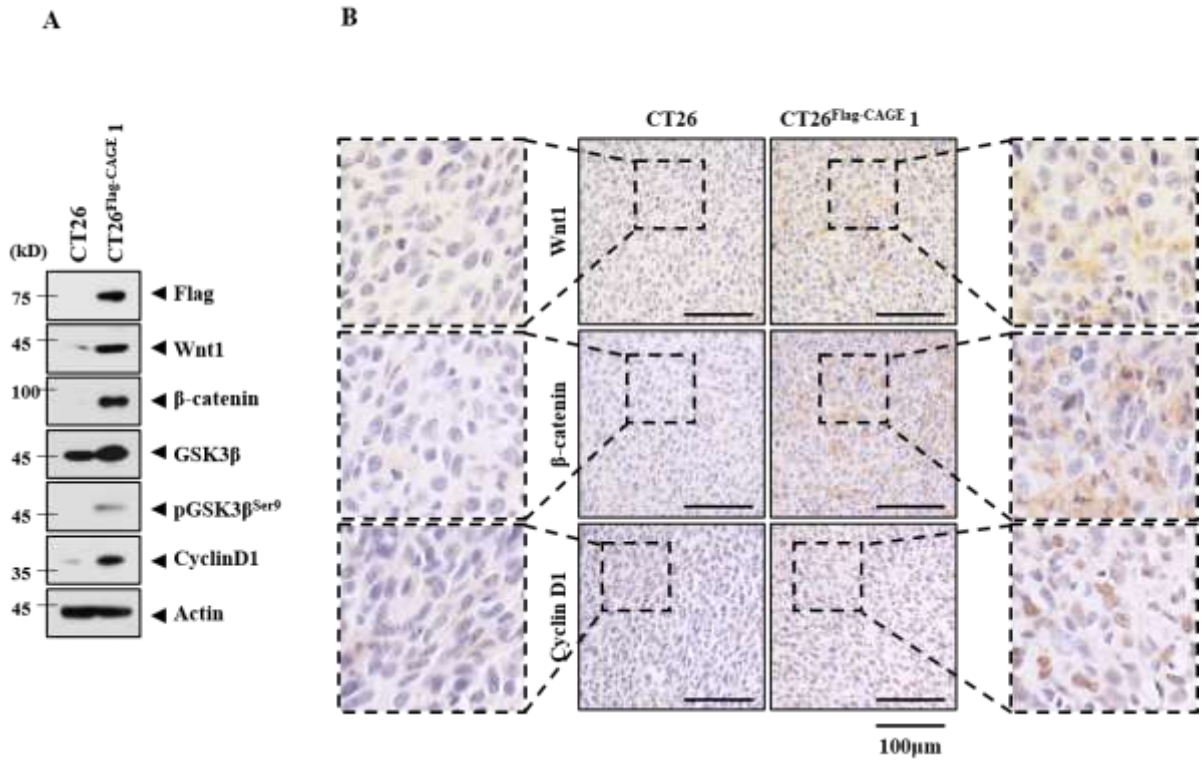 A
B
CT26
CT26Flag-CAGE 1
(kD)
75
Flag
45
Wnt1
100
β-catenin
45
GSK3β
45
pGSK3βSer9
35
CyclinD1
45
Actin
CT26
CT26Flag-CAGE 1
Wnt1
β-catenin
Cyclin D1
100μm